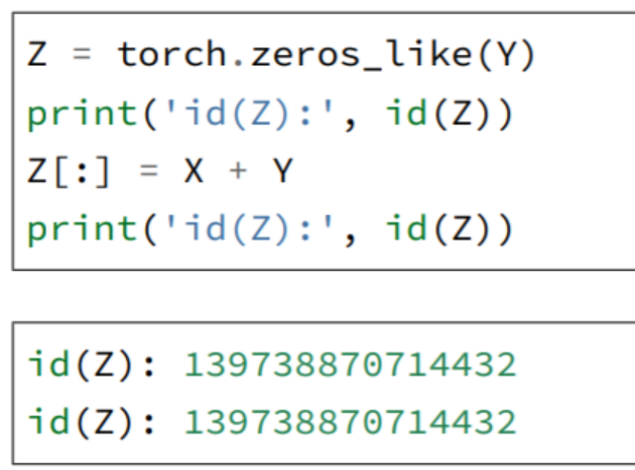 Z = torch.zeros_like(Y)
print('id(Z):', id(Z))
Z[:] = X + Y
print('id(Z):', id(Z))
id(Z): 139738870714432
id(Z): 139738870714432